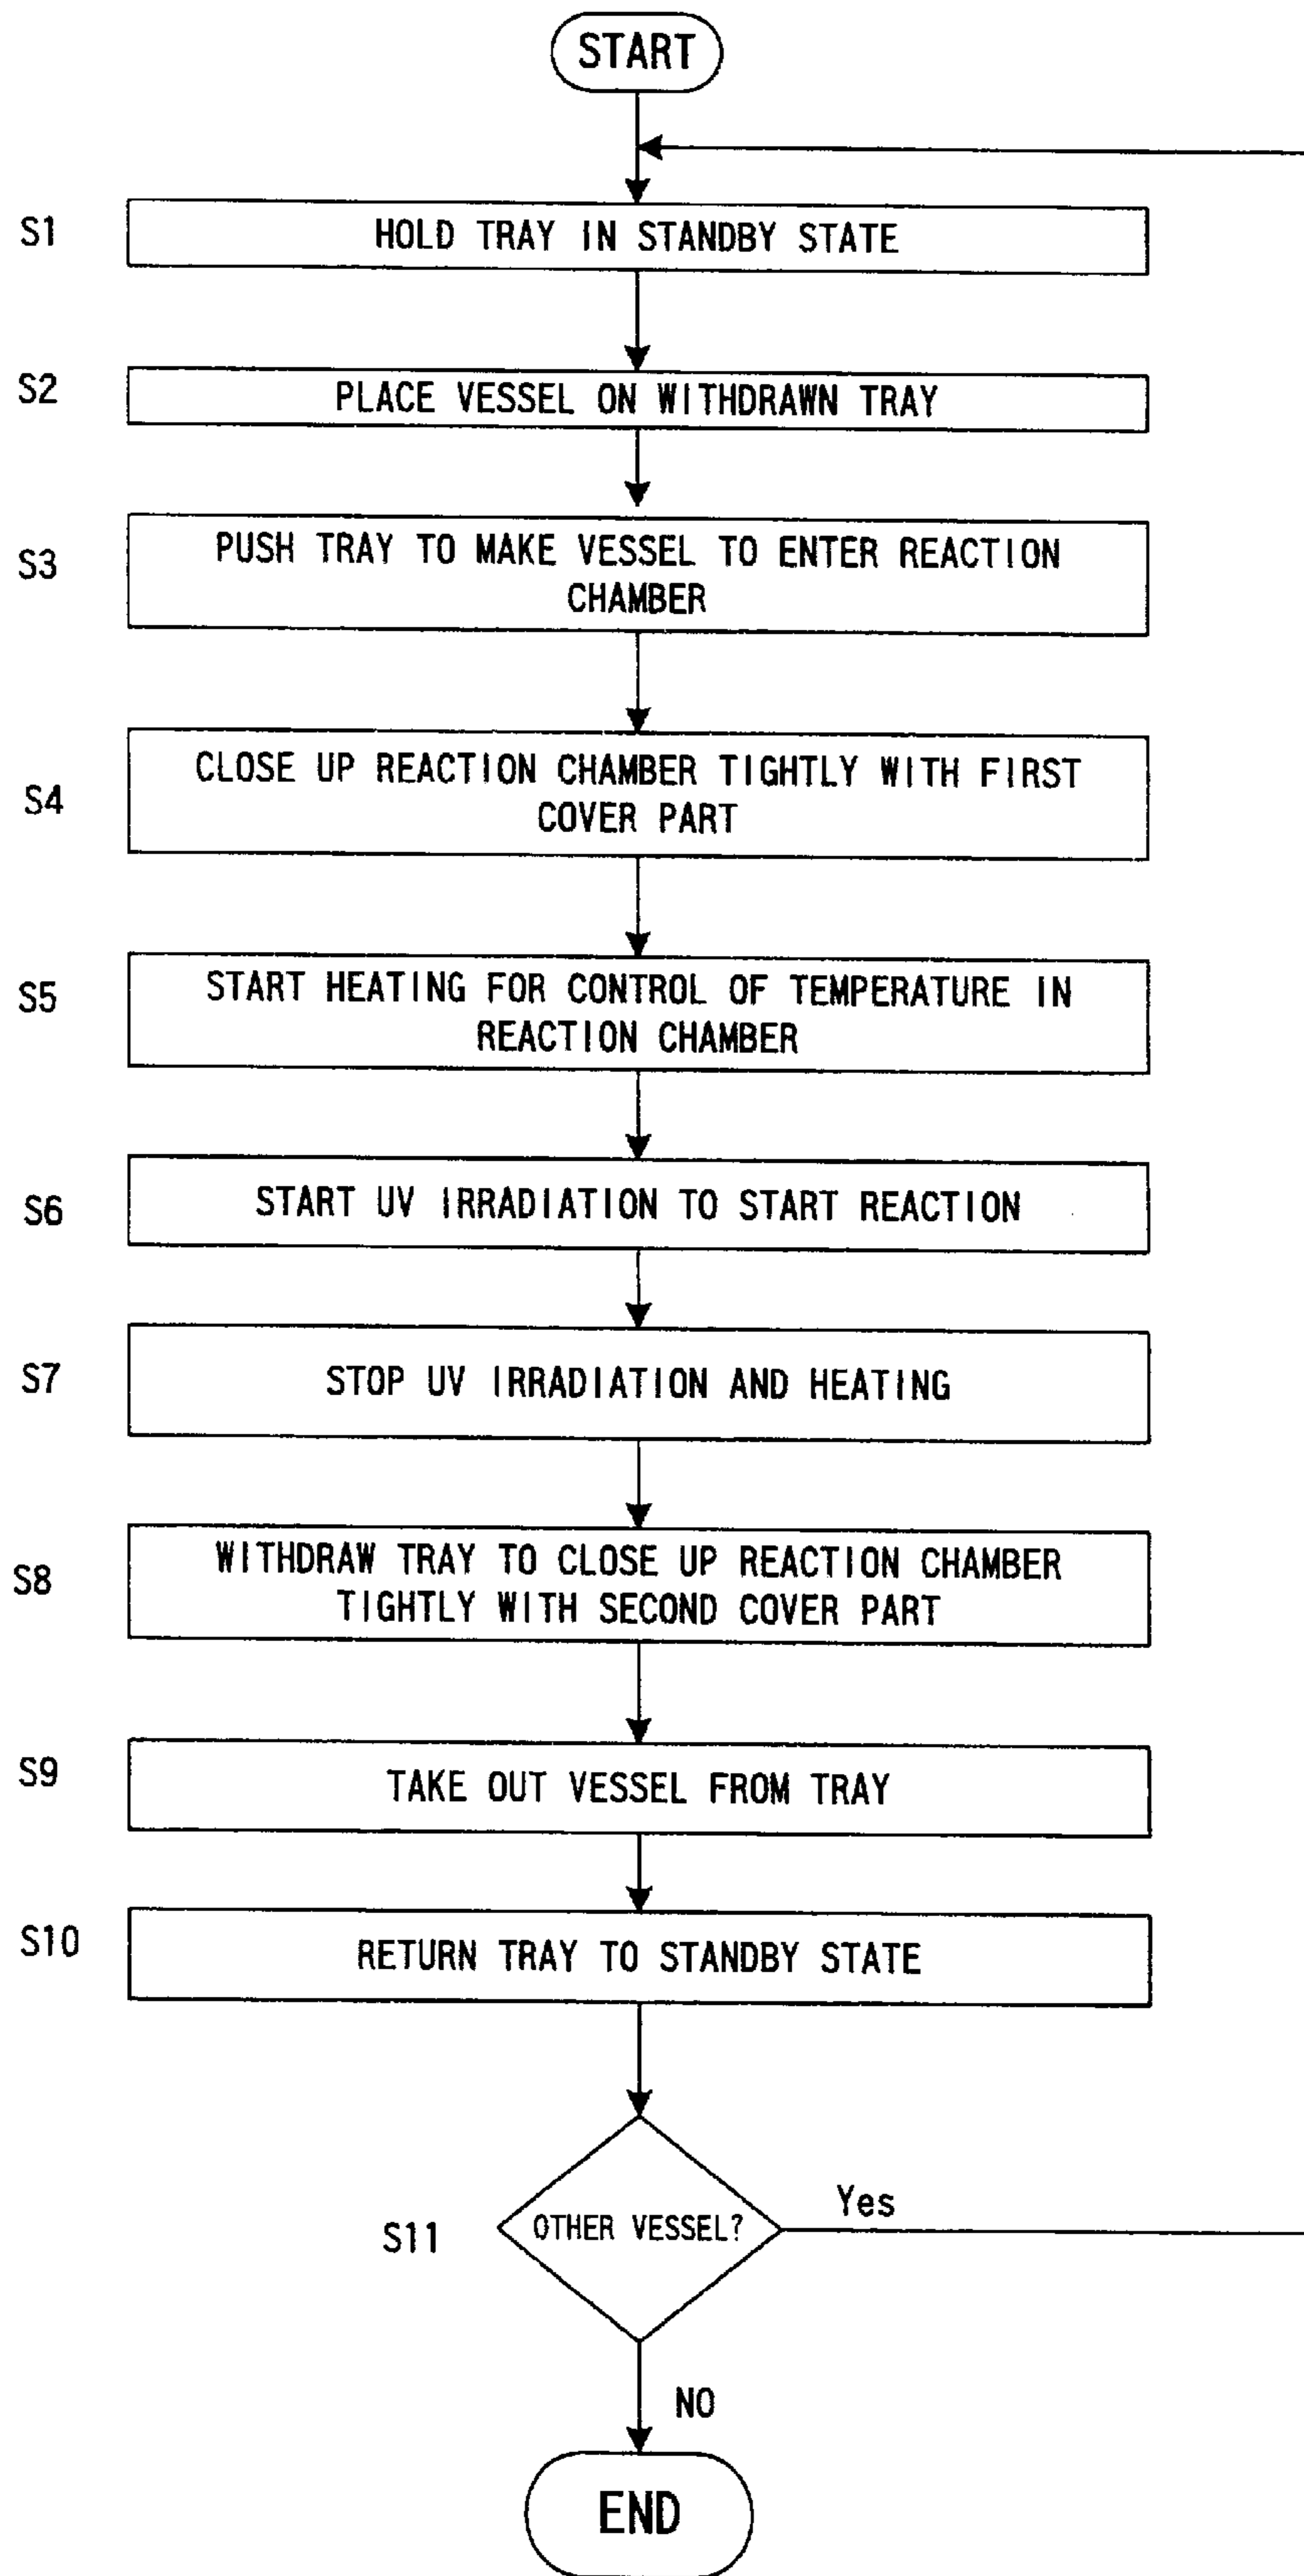 START
S1
HOLD TRAY IN STANDBY STATE
S2
PLACE VESSEL ON WITHDRAWN TRAY
S3
PUSH TRAY TO MAKE VESSEL TO ENTER REACTION
CHAMBER
S4
CLOSE UP REACTION CHAMBER TIGHTLY WITH FIRST
COVER PART
S5
START HEATING FOR CONTROL OF TEMPERATURE IN
REACTION CHAMBER
S6
START UV IRRADIATION TO START REACTION
S7
STOP UV IRRADIATION AND HEATING
S8
WITHDRAW TRAY TO CLOSE UP REACTION CHAMBER
TIGHTLY WITH SECOND COVER PART
S9
TAKE OUT VESSEL FROM TRAY
S10
RETURN TRAY TO STANDBY STATE
S11
OTHER VESSEL?
Yes
NO
END